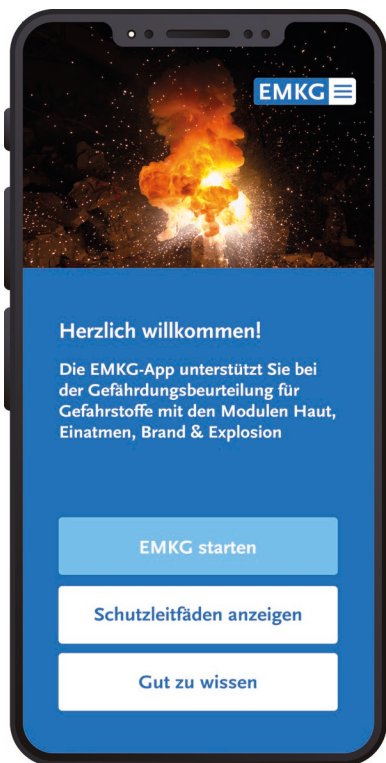 EMKG
Herzlich willkommen!
Die EMKG-App unterstützt Sie bei
der Gefährdungsbeurteilung für
Gefahrstoffe mit den Modulen Haut,
Einatmen, Brand & Explosion
EMKG starten
Schutzleitfäden anzeigen
Gut zu wissen